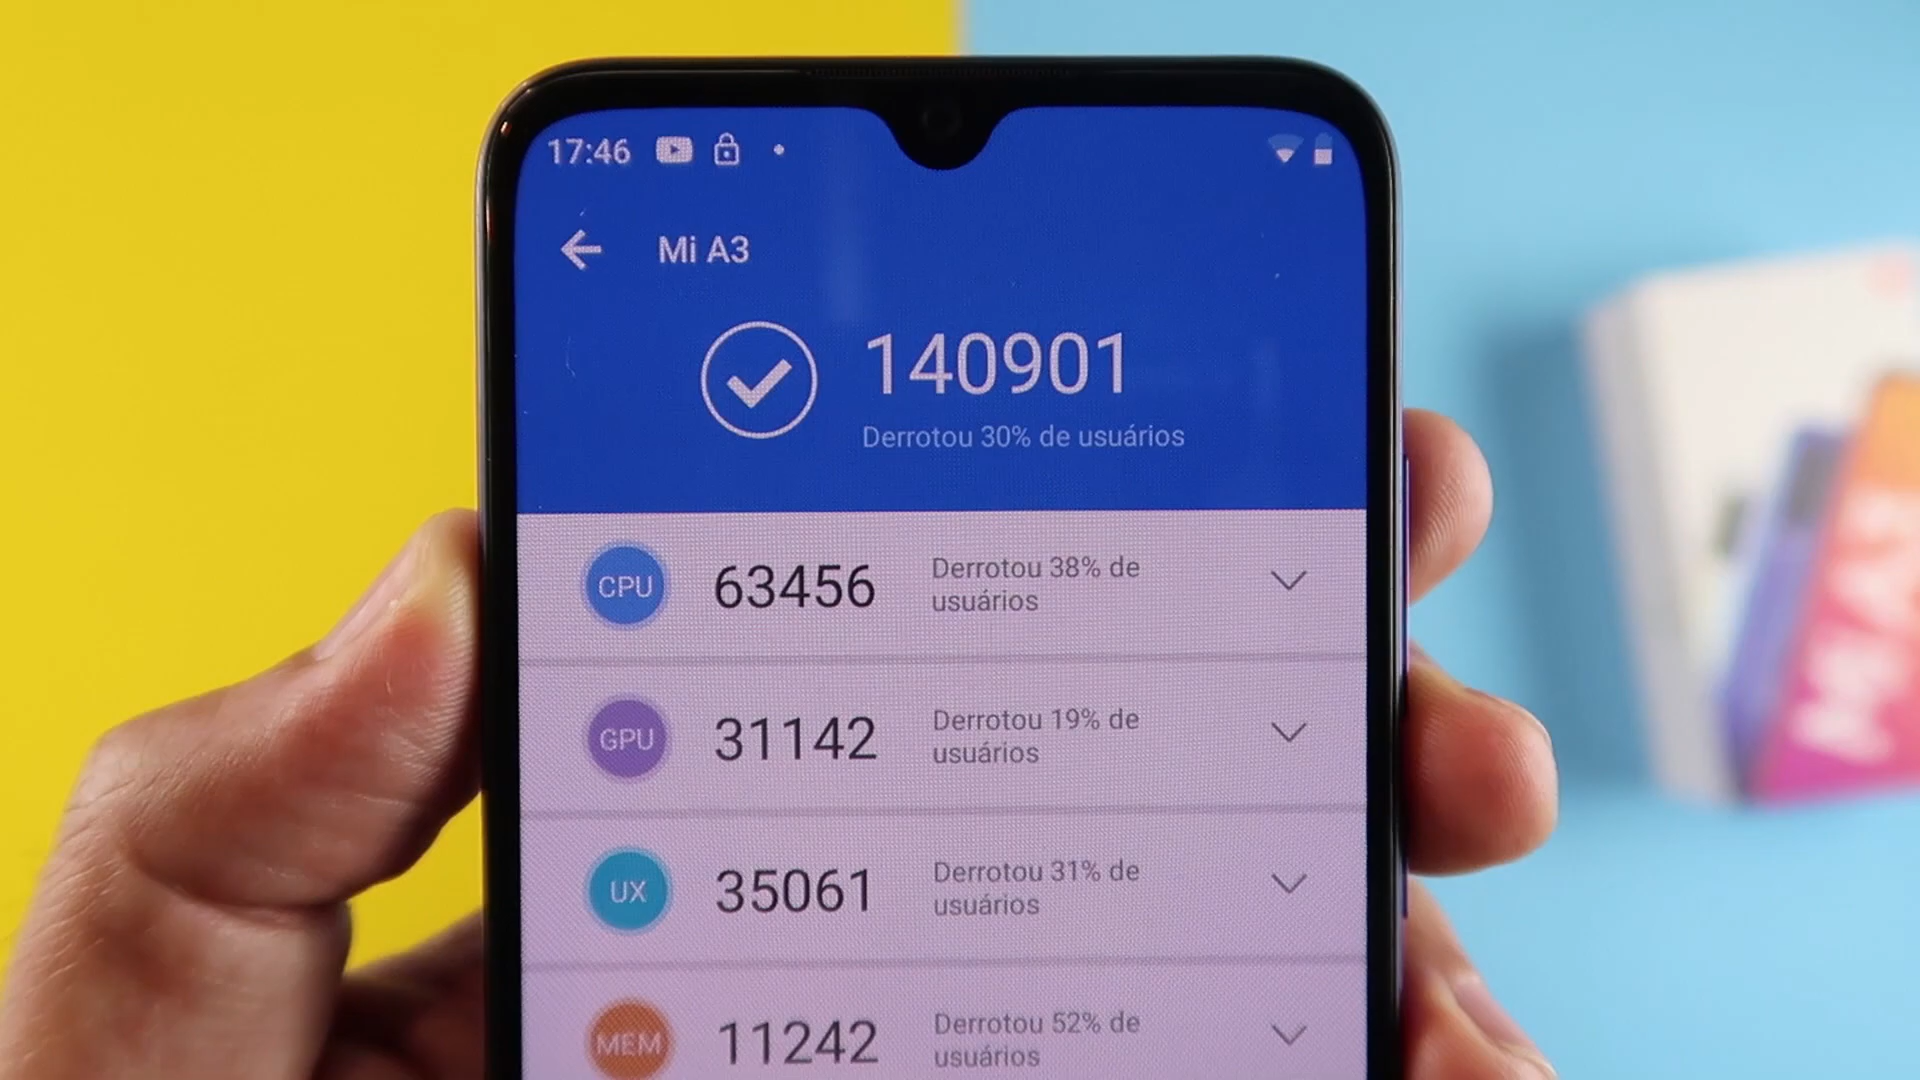 17:46
Mi A3
140901
Derrotou 30% de usuários
CPU 63456 Derrotou 38% de
usuários
GPU 31142 Derrotou 19% de
usuários
UX 35061 Derrotou 31% de
usuários
MEM 11242 Derrotou 52% de
usuários